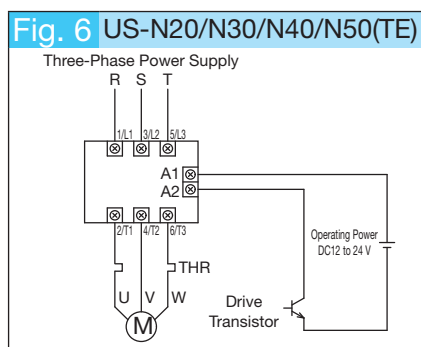 Fig. 6 US-N20/N30/N40/N50(TE)
Three-Phase Power Supply
R S T
1/L1 3/L2 5/L3
A1
A2
2/T1 4/T2 6/T3
Operating Power
DC12 to 24 V
THR
U V W
Drive
Transistor
M